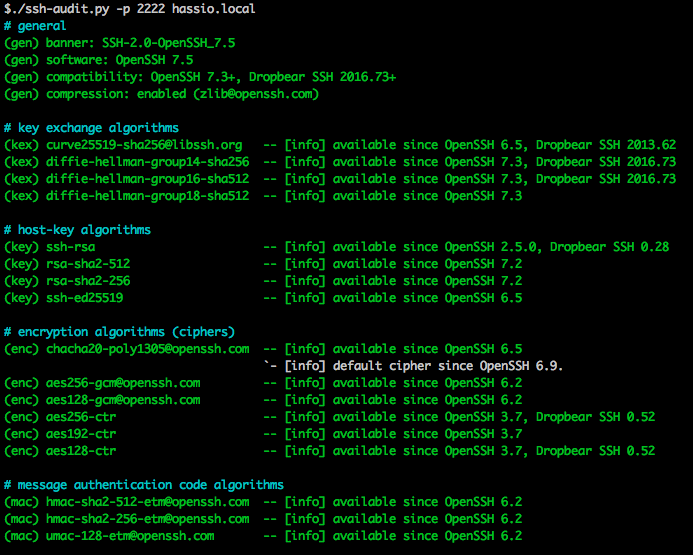 $./ssh-audit.py -p 2222 hassio.local
# general
(gen) banner: SSH-2.0-OpenSSH_7.5
(gen) software: OpenSSH 7.5
(gen) compatibility: OpenSSH 7.3+, Dropbear SSH 2016.73+
(gen) compression: enabled (zlib@openssh.com)
# key exchange algorithms
(kex) curve25519-sha256@libssh.org -- [info] available since OpenSSH 6.5, Dropbear SSH 2013.62
(kex) diffie-hellman-group14-sha256 -- [info] available since OpenSSH 7.3, Dropbear SSH 2016.73
(kex) diffie-hellman-group16-sha512 -- [info] available since OpenSSH 7.3, Dropbear SSH 2016.73
(kex) diffie-hellman-group18-sha512 -- [info] available since OpenSSH 7.3
# host-key algorithms
(key) ssh-rsa -- [info] available since OpenSSH 2.5.0, Dropbear SSH 0.28
(key) rsa-sha2-512 -- [info] available since OpenSSH 7.2
(key) rsa-sha2-256 -- [info] available since OpenSSH 7.2
(key) ssh-ed25519 -- [info] available since OpenSSH 6.5
# encryption algorithms (ciphers)
(enc) chacha20-poly1305@openssh.com -- [info] available since OpenSSH 6.5
`- [info] default cipher since OpenSSH 6.9.
(enc) aes256-gcm@openssh.com -- [info] available since OpenSSH 6.2
(enc) aes128-gcm@openssh.com -- [info] available since OpenSSH 6.2
(enc) aes256-ctr -- [info] available since OpenSSH 3.7, Dropbear SSH 0.52
(enc) aes192-ctr -- [info] available since OpenSSH 3.7
(enc) aes128-ctr -- [info] available since OpenSSH 3.7, Dropbear SSH 0.52
# message authentication code algorithms
(mac) hmac-sha2-512-etm@openssh.com -- [info] available since OpenSSH 6.2
(mac) hmac-sha2-256-etm@openssh.com -- [info] available since OpenSSH 6.2
(mac) umac-128-etm@openssh.com -- [info] available since OpenSSH 6.2